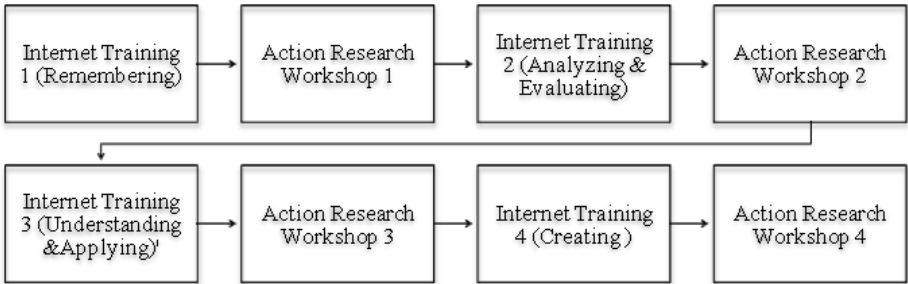 Internet Training
1 (Remembering)
Action Research
Workshop 1
Internet Training
2 (Analyzing &
Evaluating)
Action Research
Workshop 2
Internet Training
3 (Understanding
&Applying)'
Action Research
Workshop 3
Internet Training
4 (Creating )
Action Research
Workshop 4